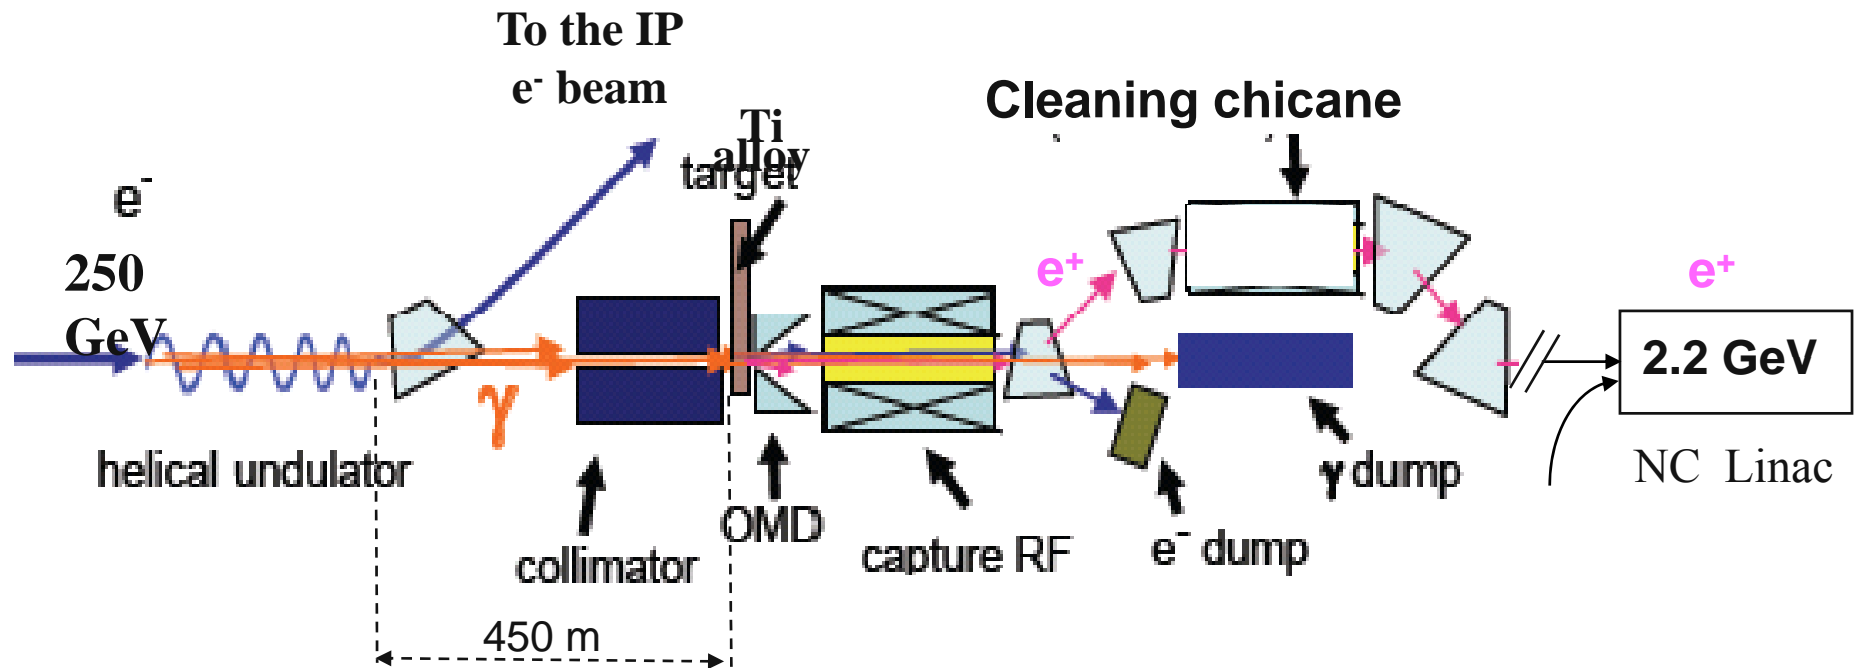 To the IP
e⁻ beam
Cleaning chicane
Ti
alloy
target
e⁻
250
GeV
e⁺
e⁺
2.2 GeV
γ
helical undulator
NC Linac
γ dump
OMD
e⁻ dump
capture RF
collimator
450 m